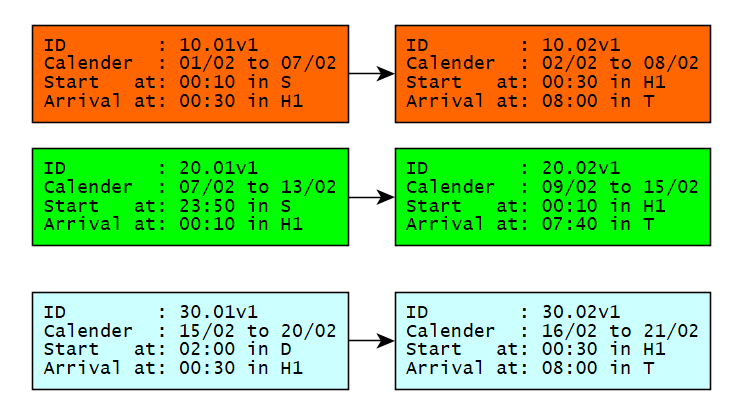 ID        : 10.01v1
Calender  : 01/02 to 07/02
Start   at: 00:10 in S
Arrival at: 00:30 in H1
ID        : 10.02v1
Calender  : 02/02 to 08/02
Start   at: 00:30 in H1
Arrival at: 08:00 in T
ID        : 20.01v1
Calender  : 07/02 to 13/02
Start   at: 23:50 in S
Arrival at: 00:10 in H1
ID        : 20.02v1
Calender  : 09/02 to 15/02
Start   at: 00:10 in H1
Arrival at: 07:40 in T
ID        : 30.01v1
Calender  : 15/02 to 20/02
Start   at: 02:00 in D
Arrival at: 00:30 in H1
ID        : 30.02v1
Calender  : 16/02 to 21/02
Start   at: 00:30 in H1
Arrival at: 08:00 in T